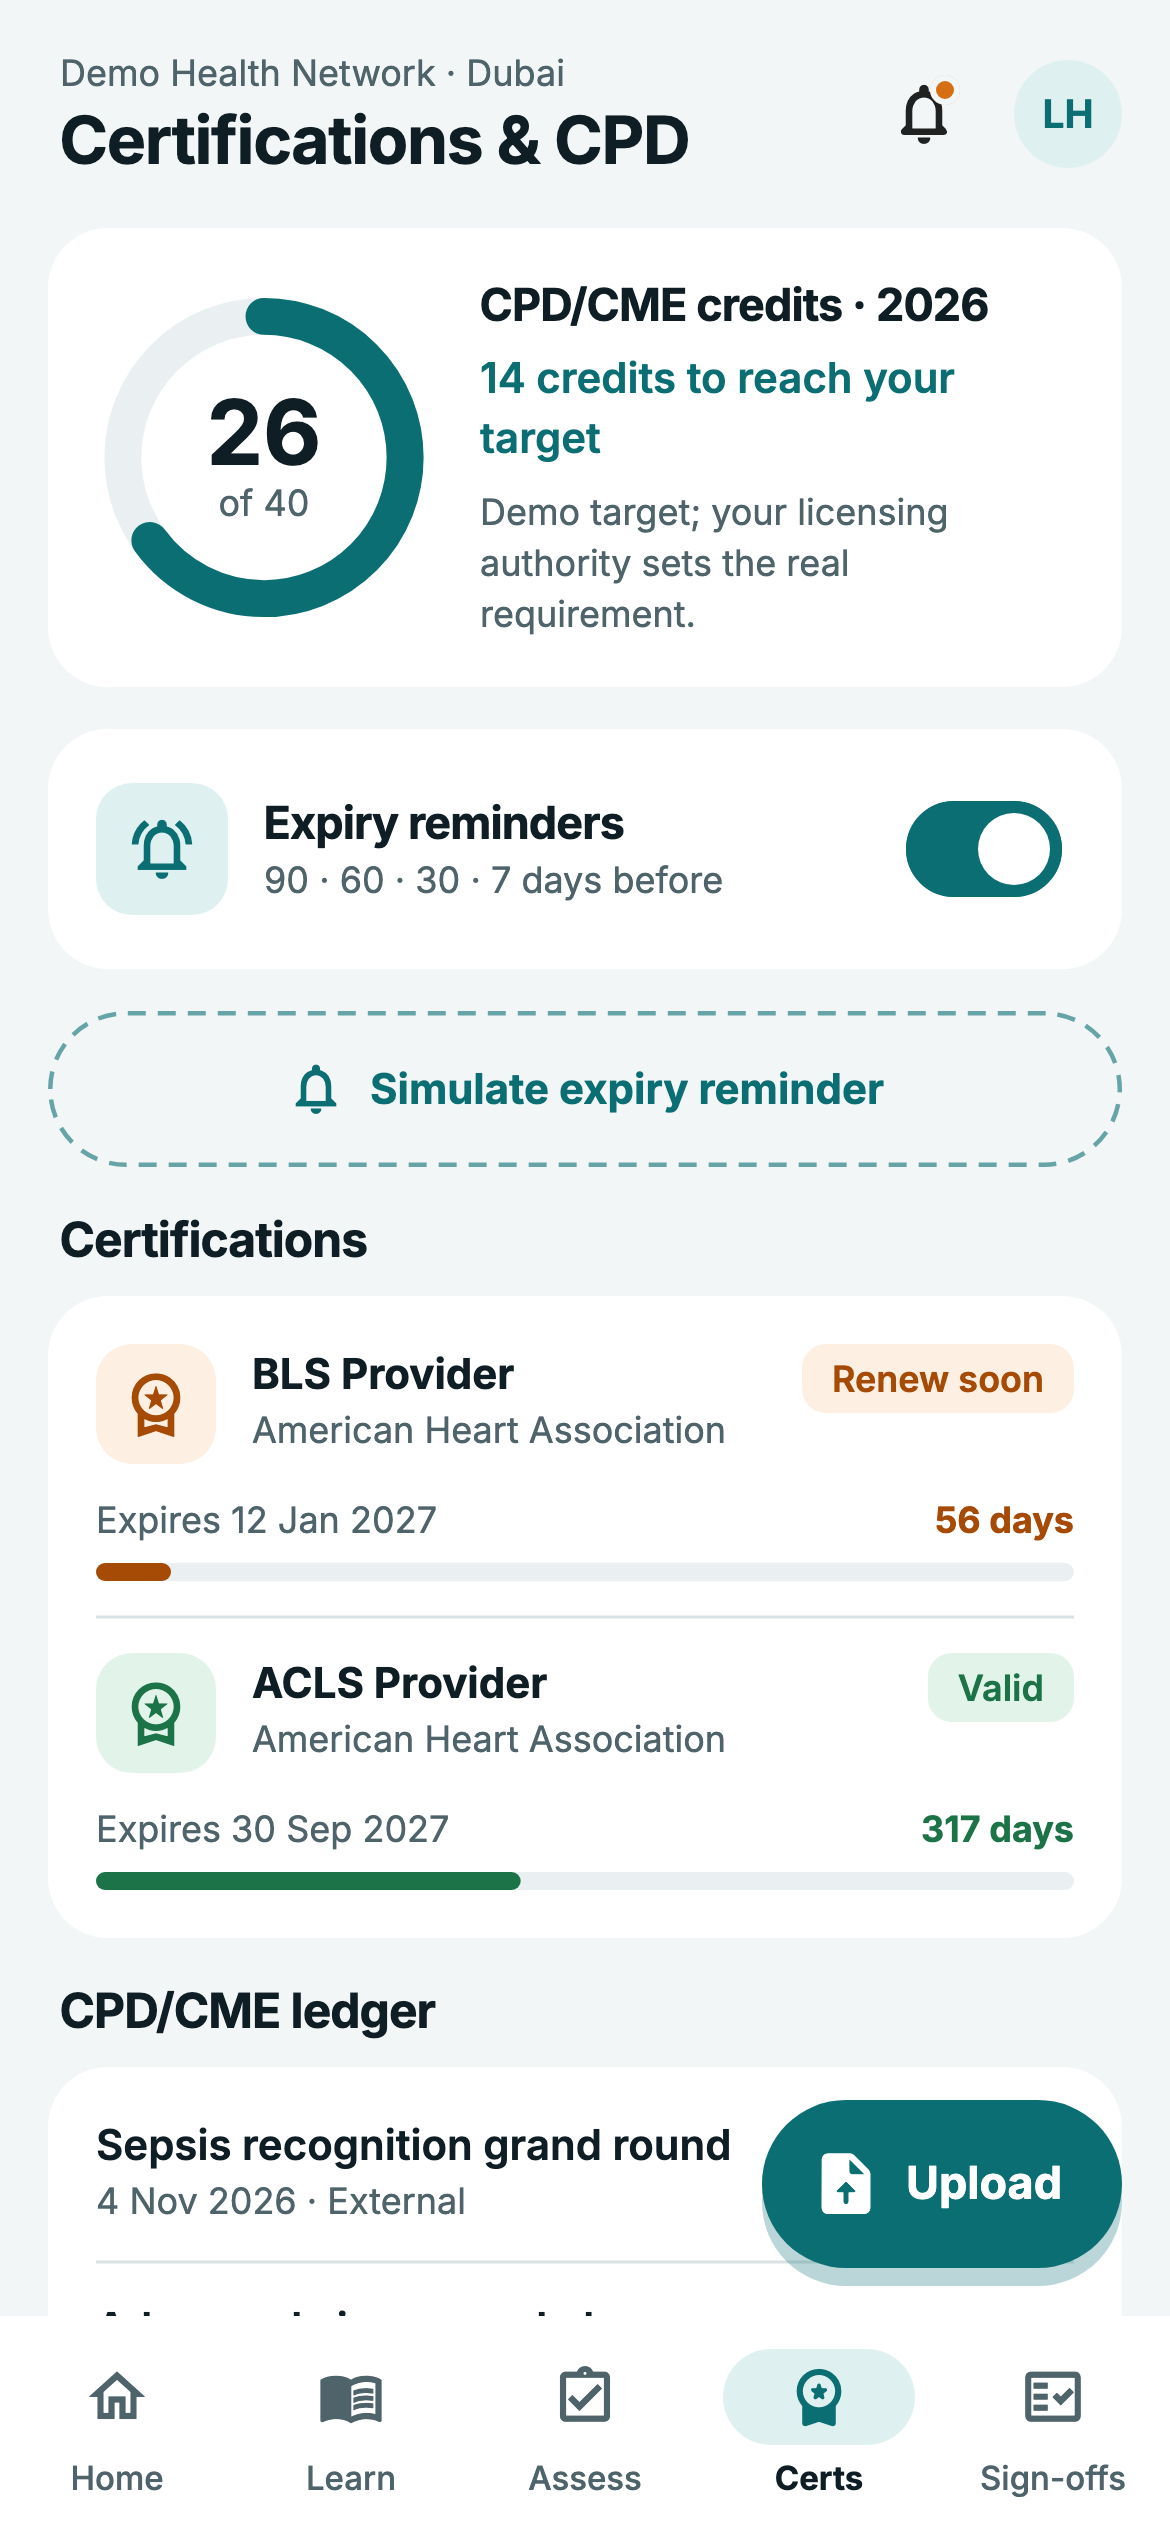 Demo Health Network · Dubai
Certifications & CPD
LH
26
of 40
CPD/CME credits · 2026
14 credits to reach your
target
Demo target; your licensing
authority sets the real
requirement.
Expiry reminders
90 · 60 · 30 · 7 days before
Simulate expiry reminder
Certifications
BLS Provider
American Heart Association
Renew soon
Expires 12 Jan 2027
56 days
ACLS Provider
American Heart Association
Valid
Expires 30 Sep 2027
317 days
CPD/CME ledger
Sepsis recognition grand round
4 Nov 2026 · External
Upload
Home
Learn
Assess
Certs
Sign-offs